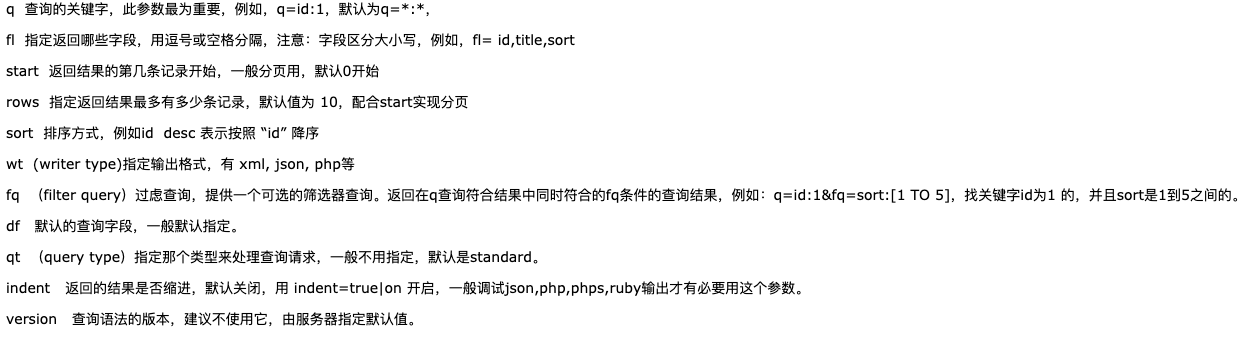 q  查询的关键字，此参数最为重要，例如，q=id:1，默认为q=*:*，
fl  指定返回哪些字段，用逗号或空格分隔，注意：字段区分大小写，例如，fl= id,title,sort
start  返回结果的第几条记录开始，一般分页用，默认0开始
rows  指定返回结果最多有多少条记录，默认值为 10，配合start实现分页
sort  排序方式，例如id  desc 表示按照 “id” 降序
wt  (writer type)指定输出格式，有 xml, json, php等
fq  （filter query）过虑查询，提供一个可选的筛选器查询。返回在q查询符合结果中同时符合的fq条件的查询结果，例如：q=id:1&fq=sort:[1 TO 5]，找关键字id为1 的，并且sort是1到5之间的。
df   默认的查询字段，一般默认指定。
qt  （query type）指定那个类型来处理查询请求，一般不用指定，默认是standard。
indent   返回的结果是否缩进，默认关闭，用 indent=true|on 开启，一般调试json,php,phps,ruby输出才有必要用这个参数。
version   查询语法的版本，建议不使用它，由服务器指定默认值。